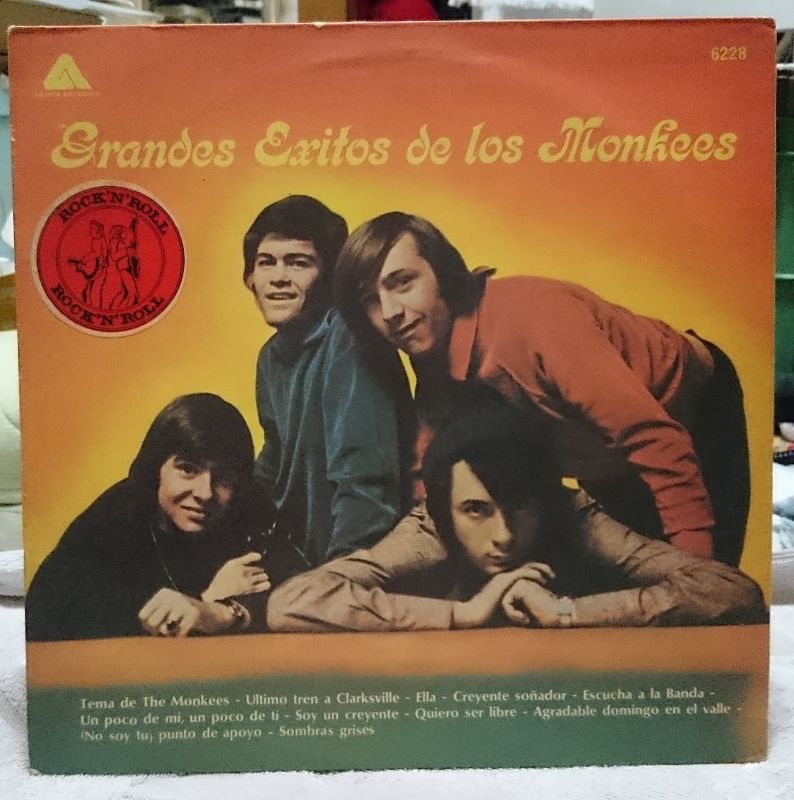 6228
ARISTA RECORDS
Grandes Exitos de los Monkees
ROCK'N'ROLL
ROCK'N'ROLL
Tema de The Monkees - Ultimo tren a Clarksville - Ella - Creyente soñador - Escucha a la Banda -
Un poco de mi, un poco de ti - Soy un creyente - Quiero ser libre - Agradable domingo en el valle -
(No soy tu) punto de apoyo - Sombras grises